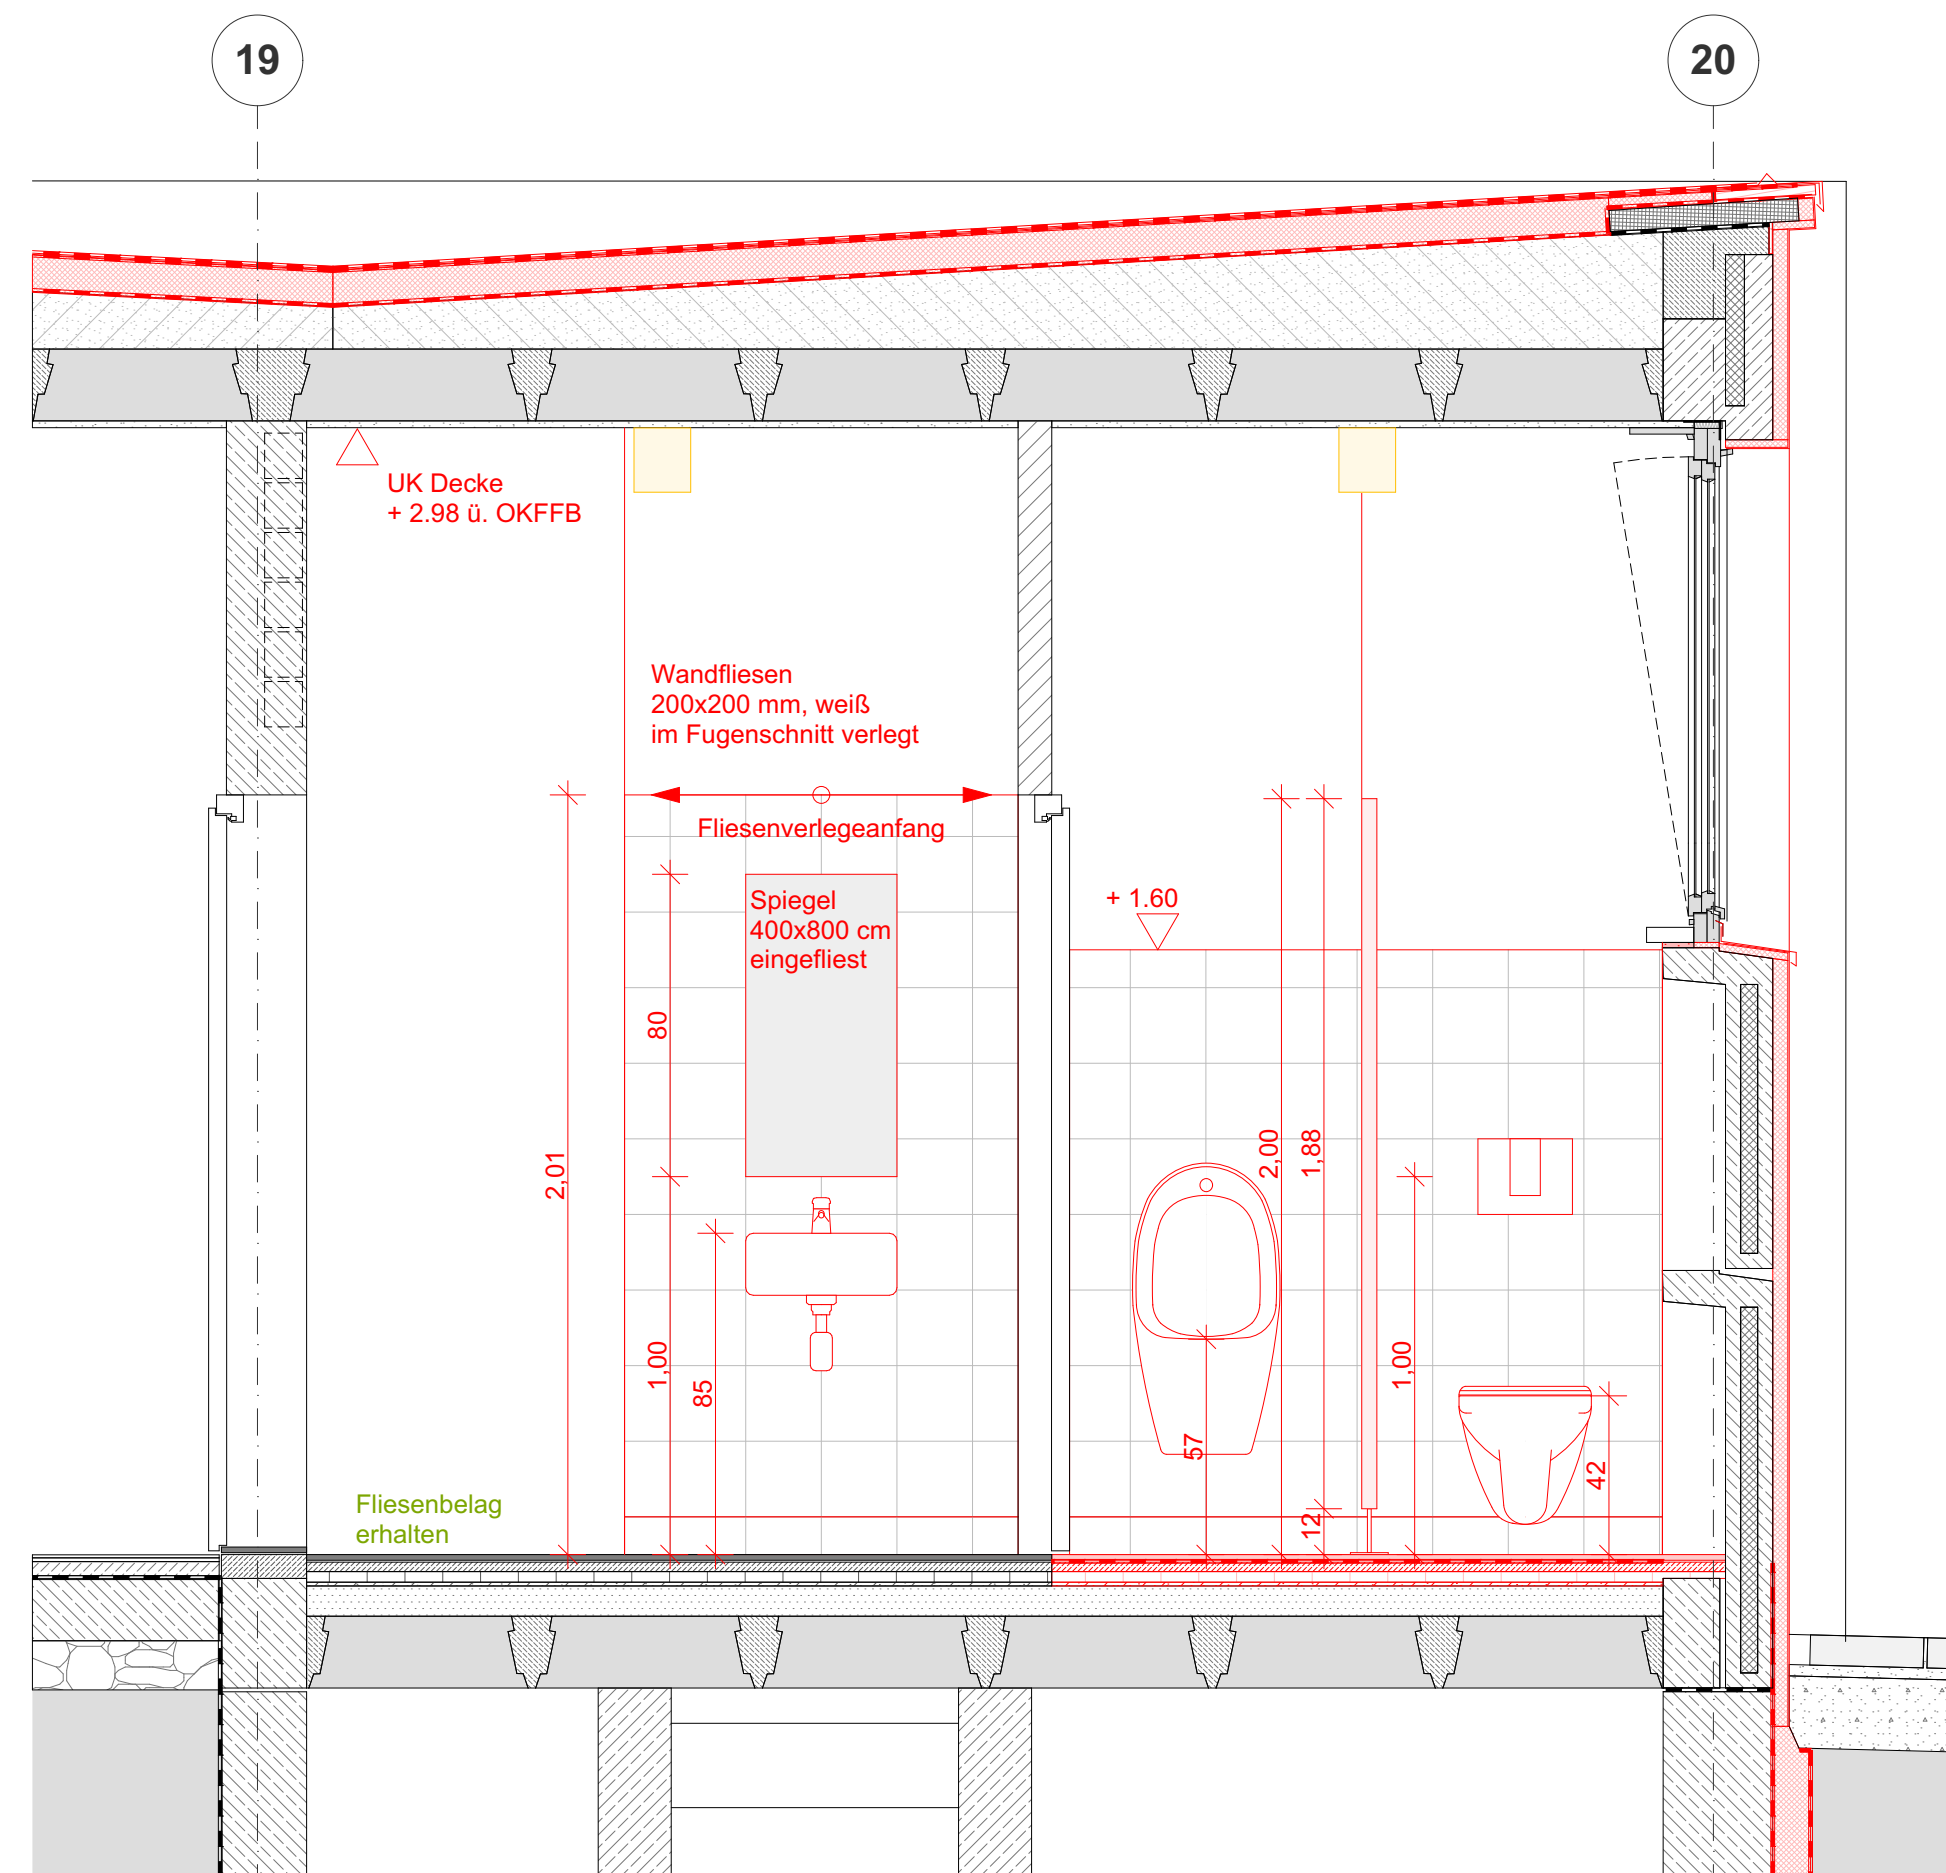 19
20
UK Decke
+ 2.98 ü. OKFFB
Wandfliesen
200x200 mm, weiß
im Fugenschnitt verlegt
Fliesenverlegeanfang
Spiegel
400x800 cm
eingefliest
+ 1.60
80
2,01
2,00
1,88
1,00
85
1,00
57
42
12
Fliesenbelag
erhalten